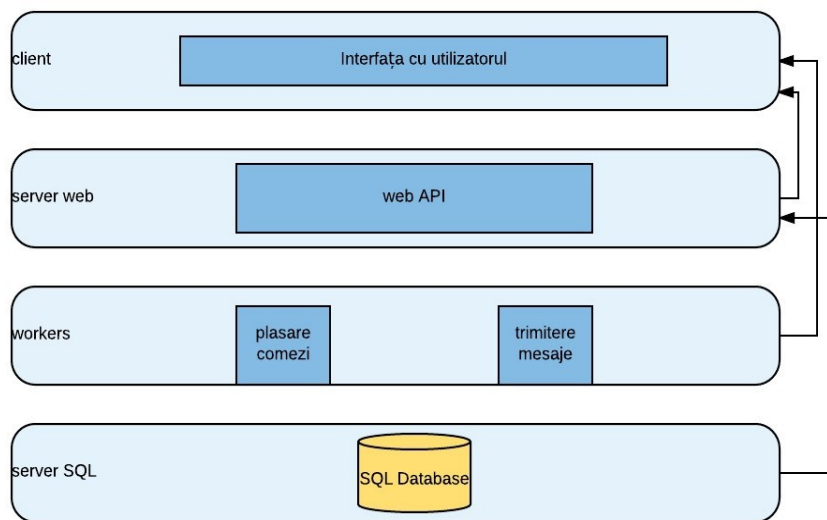 client
Interfața cu utilizatorul
server web
web API
workers
plasare
comezi
trimitere
mesaje
server SQL
SQL Database